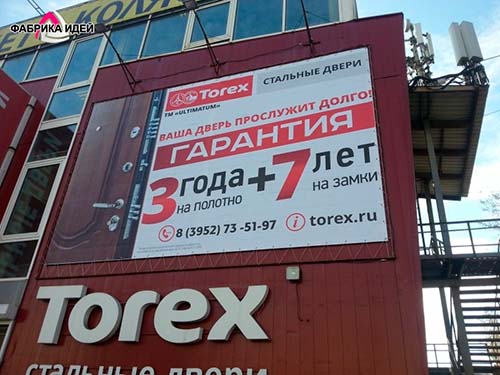 ФАБРИКА ИДЕЙ
Torex
СТАЛЬНЫЕ ДВЕРИ
ТМ «ULTIMATUM»
ВАША ДВЕРЬ ПРОСЛУЖИТ ДОЛГО!
ГАРАНТИЯ
3 года + 7 лет
на полотно на замки
8 (3952) 73-51-97 torex.ru
Torex
стальные двери